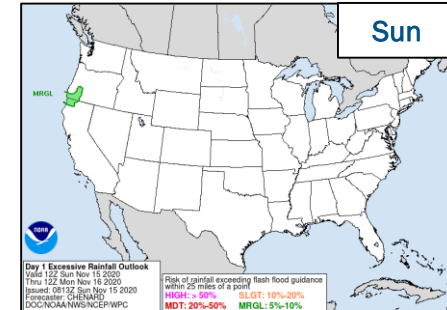 Sun
MRGL
NOAA
Day 1 Excessive Rainfall Outlook
Valid 12Z Sun Nov 15 2020
Thru 12Z Mon Nov 16 2020
Issued: 0813Z Sun Nov 15 2020
Forecaster: CHENARD
DOC/NOAA/NWS/NCEP/WPC
Risk of rainfall exceeding flash flood guidance
within 25 miles of a point
HIGH: > 50% SLGT: 10%-20%
MDT: 20%-50% MRGL: 5%-10%